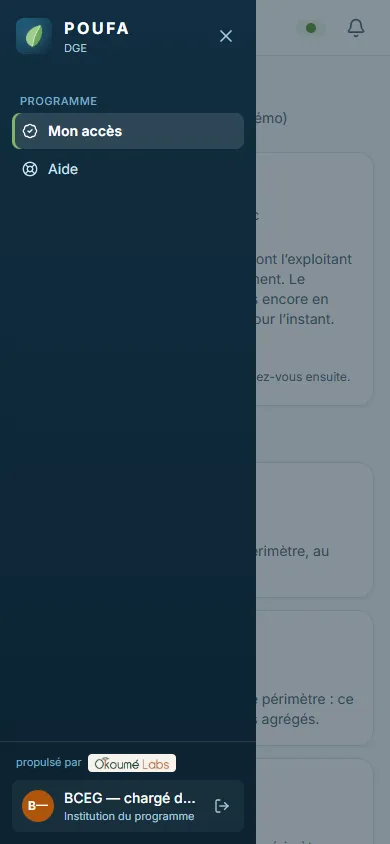 POUFA
DGE
PROGRAMME
Mon accès
Aide
émo)
ont l'exploitant
ment. Le
s encore en
our l'instant.
ez-vous ensuite.
érimètre, au
e périmètre : ce
s agrégés.
propulsé par Okoumé Labs
B—
BCEG — chargé d...
Institution du programme